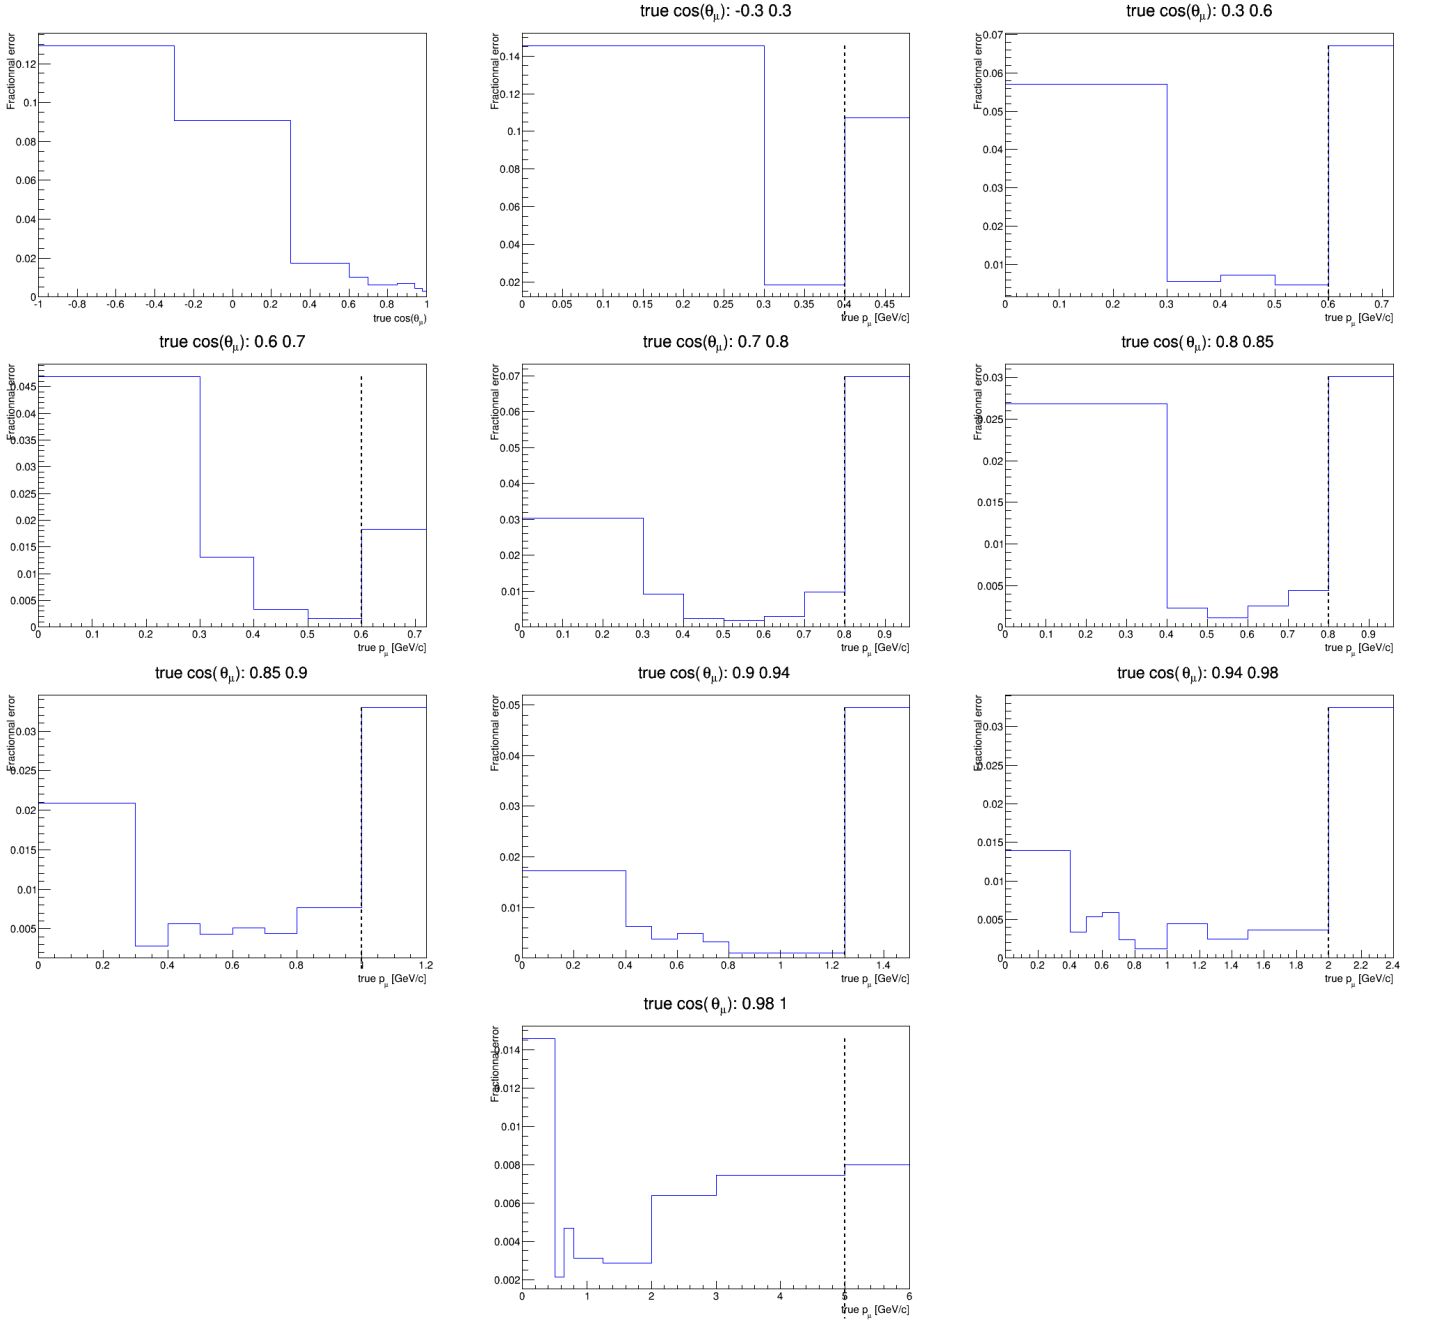 true cos(θμ): -0.3 0.3
true cos(θμ): 0.3 0.6
Fractionnal error
0.12
0.1
0.08
0.06
0.04
0.02
0
-1 -0.8 -0.6 -0.4 -0.2 0 0.2 0.4 0.6 0.8 1
true cos(θμ)
Fractionnal error
0.14
0.12
0.1
0.08
0.06
0.04
0.02
0 0.05 0.1 0.15 0.2 0.25 0.3 0.35 0.4 0.45
true pμ [GeV/c]
Fractionnal error
0.07
0.06
0.05
0.04
0.03
0.02
0.01
0 0.1 0.2 0.3 0.4 0.5 0.6 0.7
true pμ [GeV/c]
true cos(θμ): 0.6 0.7
true cos(θμ): 0.7 0.8
true cos(θμ): 0.8 0.85
Fractionnal error
0.045
0.04
0.035
0.03
0.025
0.02
0.015
0.01
0.005
0
0 0.1 0.2 0.3 0.4 0.5 0.6 0.7
true pμ [GeV/c]
Fractionnal error
0.07
0.06
0.05
0.04
0.03
0.02
0.01
0
0 0.1 0.2 0.3 0.4 0.5 0.6 0.7 0.8 0.9
true pμ [GeV/c]
Fractionnal error
0.03
0.025
0.02
0.015
0.01
0.005
0
0 0.1 0.2 0.3 0.4 0.5 0.6 0.7 0.8 0.9
true pμ [GeV/c]
true cos(θμ): 0.85 0.9
true cos(θμ): 0.9 0.94
true cos(θμ): 0.94 0.98
Fractionnal error
0.03
0.025
0.02
0.015
0.01
0.005
0 0.2 0.4 0.6 0.8 1 1.2
true pμ [GeV/c]
Fractionnal error
0.05
0.04
0.03
0.02
0.01
0
0 0.2 0.4 0.6 0.8 1 1.2 1.4
true pμ [GeV/c]
Fractionnal error
0.03
0.025
0.02
0.015
0.01
0.005
0
0 0.2 0.4 0.6 0.8 1 1.2 1.4 1.6 1.8 2 2.2 2.4
true pμ [GeV/c]
true cos(θμ): 0.98 1
Fractionnal error
0.014
0.012
0.01
0.008
0.006
0.004
0.002
0 1 2 3 4 5 6
true pμ [GeV/c]